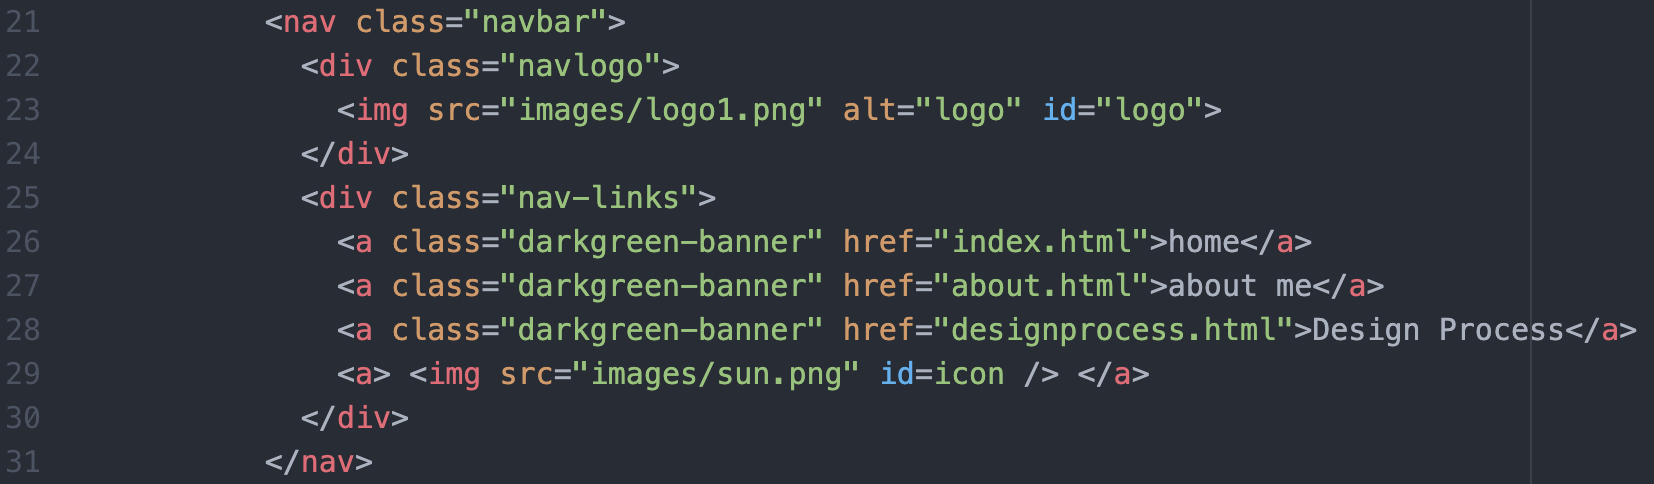 21 <nav class="navbar">
22 <div class="navlogo">
23 <img src="images/logo1.png" alt="logo" id="logo">
24 </div>
25 <div class="nav-links">
26 <a class="darkgreen-banner" href="index.html">home</a>
27 <a class="darkgreen-banner" href="about.html">about me</a>
28 <a class="darkgreen-banner" href="designprocess.html">Design Process</a>
29 <a> <img src="images/sun.png" id=icon /> </a>
30 </div>
31 </nav>